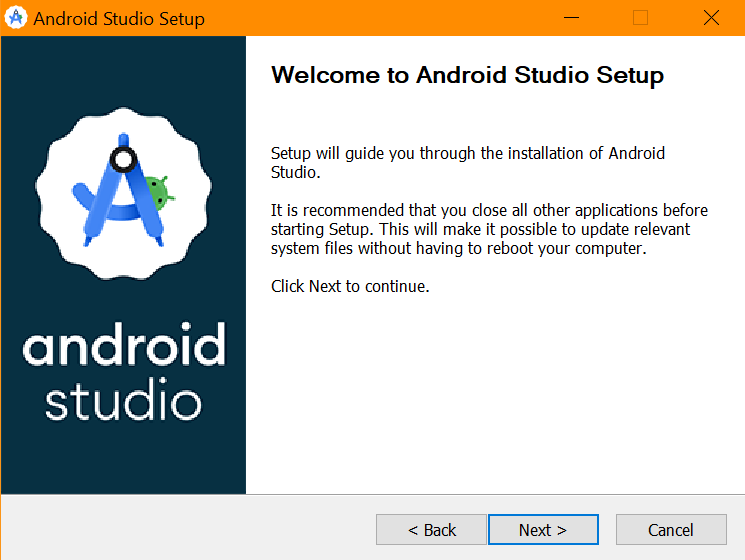 Android Studio Setup
android
studio
Welcome to Android Studio Setup
Setup will guide you through the installation of Android
Studio.
It is recommended that you close all other applications before
starting Setup. This will make it possible to update relevant
system files without having to reboot your computer.
Click Next to continue.
< Back
Next >
Cancel